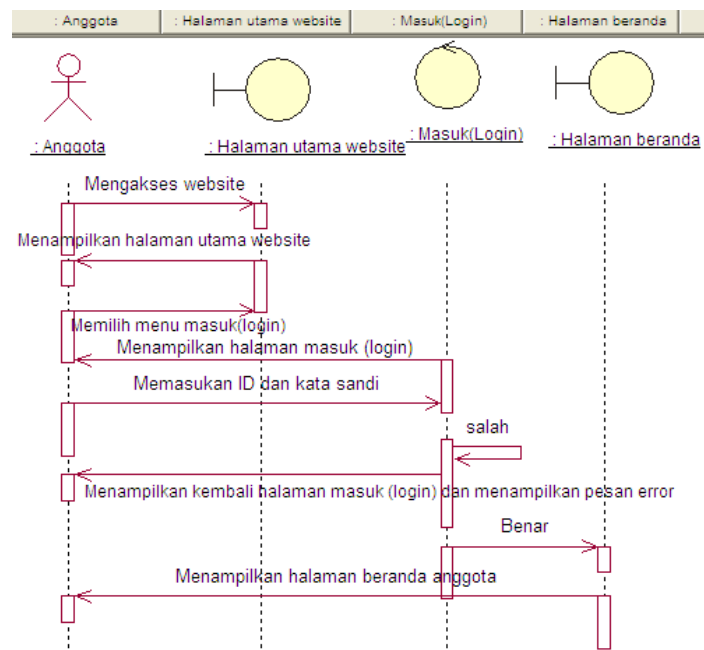 : Anggota
: Halaman utama website
: Masuk(Login)
: Halaman beranda
: Anggota
: Halaman utama website
: Masuk(Login)
: Halaman beranda
Mengakses website
Menampilkan halaman utama website
Memilih menu masuk(login)
Menampilkan halaman masuk (login)
Memasukan ID dan kata sandi
salah
Menampilkan kembali halaman masuk (login) dan menampilkan pesan error
Benar
Menampilkan halaman beranda anggota